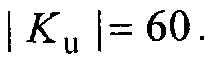 | K_u |= 60 .